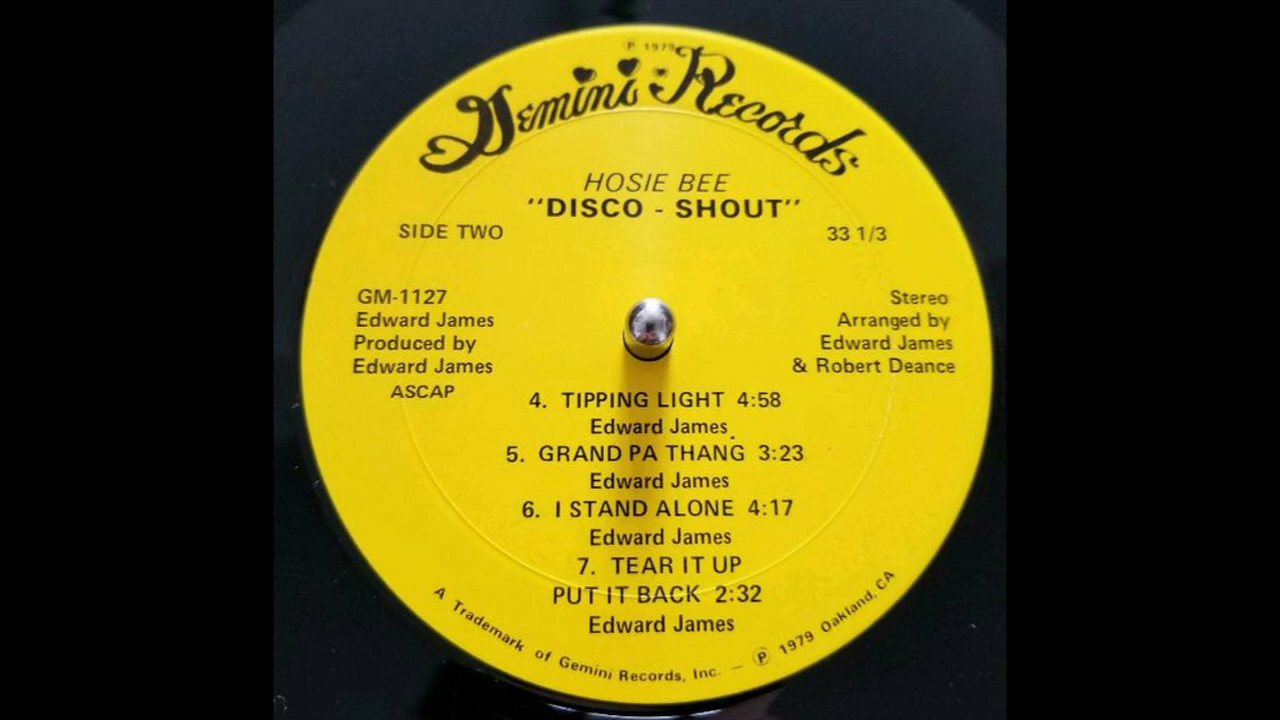 ℗ 1979
Gemini Records
HOSIE BEE
"DISCO - SHOUT"
SIDE TWO
33 1/3
GM-1127
Edward James
Produced by
Edward James
ASCAP
Stereo
Arranged by
Edward James
& Robert Deance
4. TIPPING LIGHT 4:58
Edward James
5. GRAND PA THANG 3:23
Edward James
6. I STAND ALONE 4:17
Edward James
7. TEAR IT UP
PUT IT BACK 2:32
Edward James
A Trademark of Gemini Records, Inc. — ℗ 1979 Oakland, CA